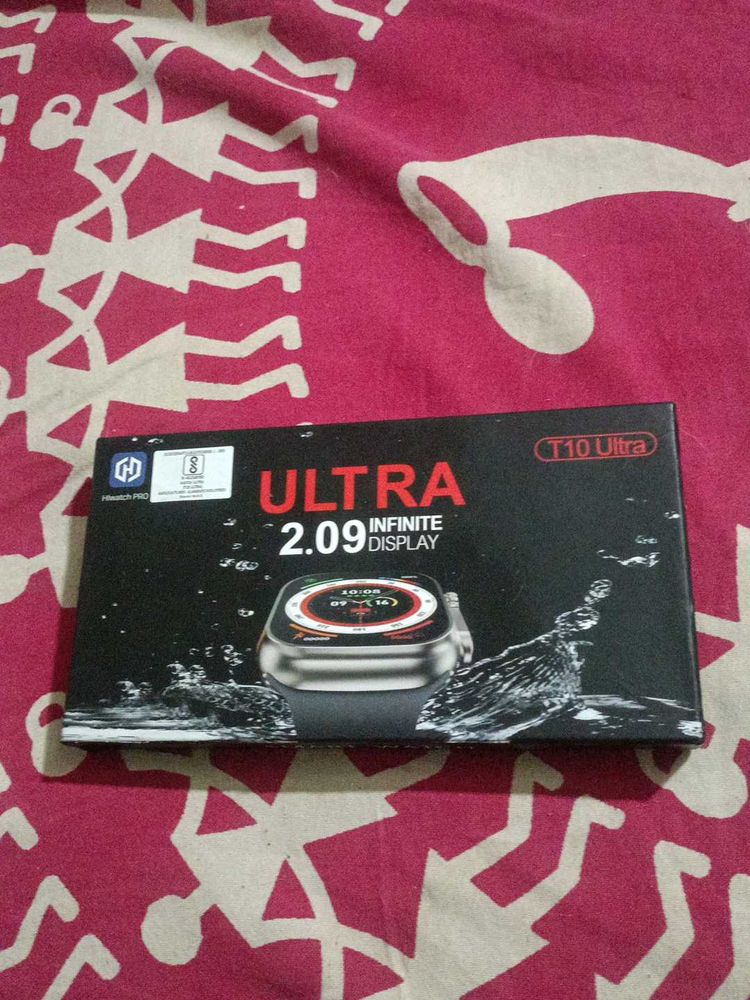 T10 Ultra
HIwatch PRO
ULTRA
2.09 INFINITE
DISPLAY
10:08
09
16